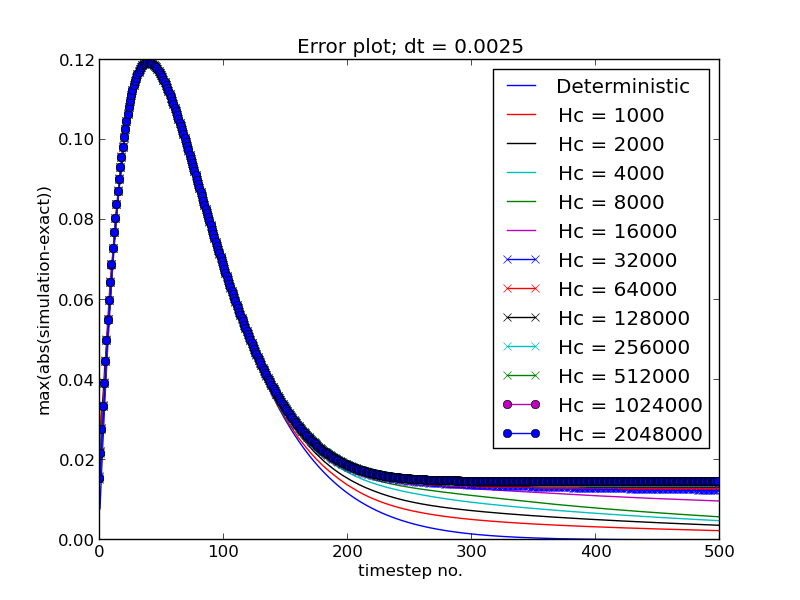 Error plot; dt = 0.0025
max(abs(simulation-exact))
0.12
0.10
0.08
0.06
0.04
0.02
0.00
0 100 200 300 400 500
timestep no.
Deterministic
Hc = 1000
Hc = 2000
Hc = 4000
Hc = 8000
Hc = 16000
Hc = 32000
Hc = 64000
Hc = 128000
Hc = 256000
Hc = 512000
Hc = 1024000
Hc = 2048000